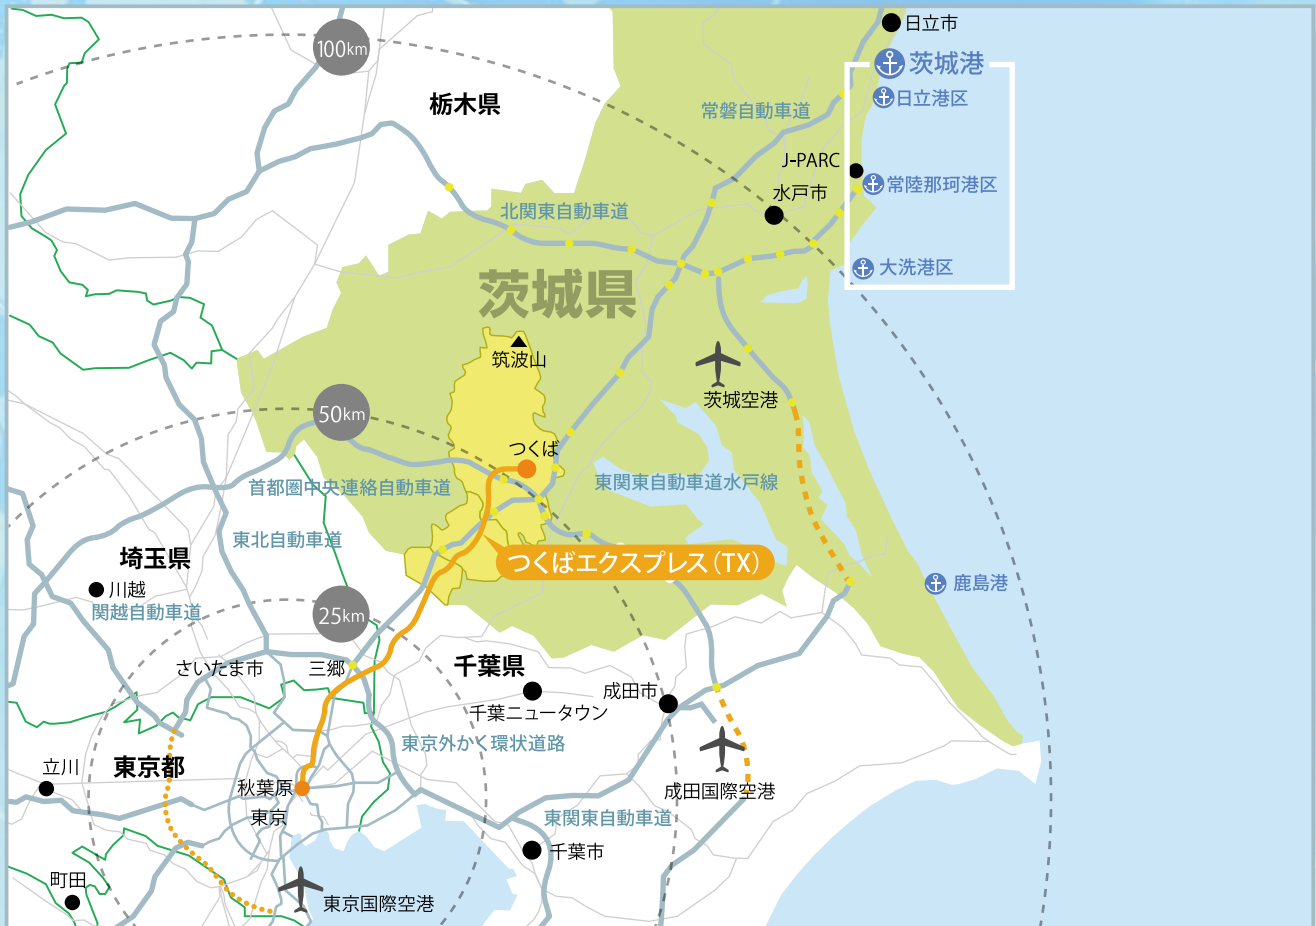 日立市
100km
茨城港
栃木県
日立港区
常磐自動車道
J-PARC
水戸市
常陸那珂港区
北関東自動車道
大洗港区
茨城県
筑波山
茨城空港
50km
つくば
首都圏中央連絡自動車道
東関東自動車道水戸線
東北自動車道
埼玉県
つくばエクスプレス（TX）
川越
鹿島港
関越自動車道
25km
さいたま市
三郷
千葉県
成田市
千葉ニュータウン
東京外かく環状道路
立川
東京都
秋葉原
成田国際空港
東京
東関東自動車道
千葉市
町田
東京国際空港